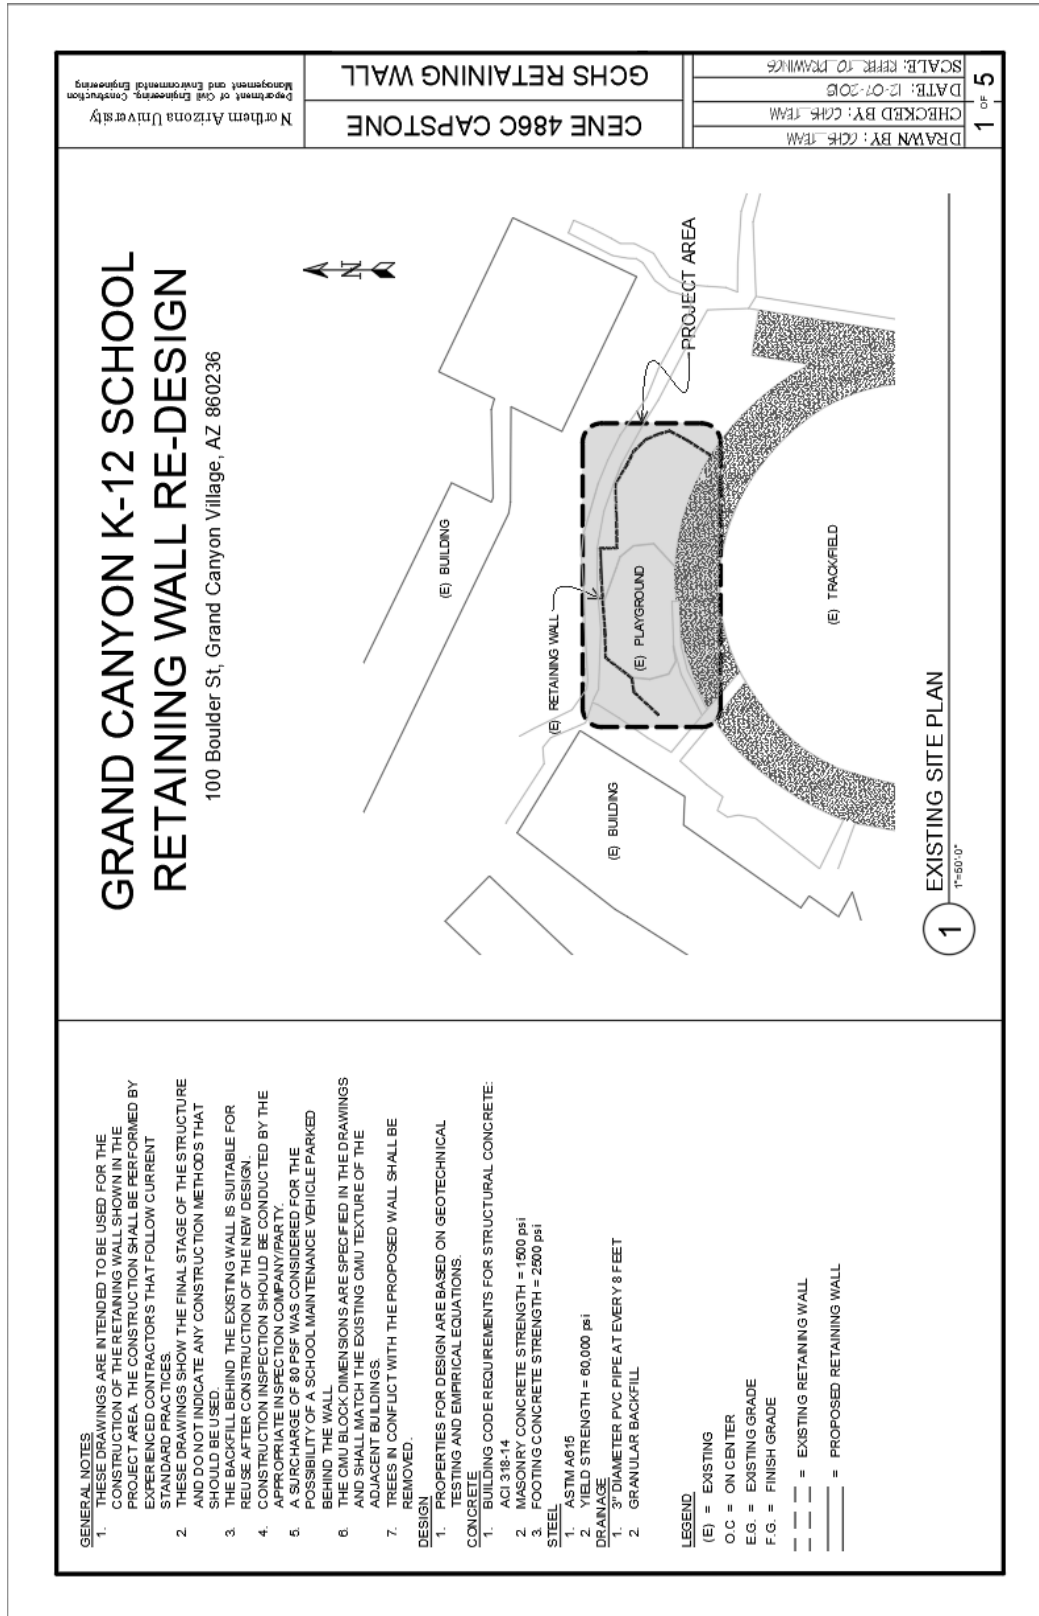 GRAND CANYON K-12 SCHOOL
RETAINING WALL RE-DESIGN
100 Boulder St, Grand Canyon Village, AZ 860236
N
(E) BUILDING
(E) RETAINING WALL
(E) PLAYGROUND
PROJECT AREA
(E) BUILDING
(E) TRACK/FIELD
1
EXISTING SITE PLAN
1"=50'-0"
GENERAL NOTES
1. THESE DRAWINGS ARE INTENDED TO BE USED FOR THE
CONSTRUCTION OF THE RETAINING WALL SHOWN IN THE
PROJECT AREA. THE CONSTRUCTION SHALL BE PERFORMED BY
EXPERIENCED CONTRACTORS THAT FOLLOW CURRENT
STANDARD PRACTICES.
2. THESE DRAWINGS SHOW THE FINAL STAGE OF THE STRUCTURE
AND DO NOT INDICATE ANY CONSTRUCTION METHODS THAT
SHOULD BE USED.
3. THE BACKFILL BEHIND THE EXISTING WALL IS SUITABLE FOR
REUSE AFTER CONSTRUCTION OF THE NEW DESIGN.
4. CONSTRUCTION INSPECTION SHOULD BE CONDUCTED BY THE
APPROPRIATE INSPECTION COMPANY/PARTY.
5. A SURCHARGE OF 80 PSF WAS CONSIDERED FOR THE
POSSIBILITY OF A SCHOOL MAINTENANCE VEHICLE PARKED
BEHIND THE WALL.
6. THE CMU BLOCK DIMENSIONS ARE SPECIFIED IN THE DRAWINGS
AND SHALL MATCH THE EXISTING CMU TEXTURE OF THE
ADJACENT BUILDINGS.
7. TREES IN CONFLICT WITH THE PROPOSED WALL SHALL BE
REMOVED.
DESIGN
1. PROPERTIES FOR DESIGN ARE BASED ON GEOTECHNICAL
TESTING AND EMPIRICAL EQUATIONS.
CONCRETE
1. BUILDING CODE REQUIREMENTS FOR STRUCTURAL CONCRETE:
ACI 318-14
2. MASONRY CONCRETE STRENGTH = 1500 psi
3. FOOTING CONCRETE STRENGTH = 2500 psi
STEEL
1. ASTM A615
2. YIELD STRENGTH = 60,000 psi
DRAINAGE
1. 3" DIAMETER PVC PIPE AT EVERY 8 FEET
2. GRANULAR BACKFILL
LEGEND
(E) = EXISTING
O.C = ON CENTER
E.G. = EXISTING GRADE
F.G. = FINISH GRADE
= EXISTING RETAINING WALL
= PROPOSED RETAINING WALL
Northern Arizona University
Department of Civil Engineering, Construction
Management and Environmental Engineering
CENE 486C CAPSTONE
GCHS RETAINING WALL
DRAWN BY: GCHS TEAM
CHECKED BY: GCHS TEAM
DATE: 12-07-2018
SCALE: REFER TO DRAWINGS
1 OF 5